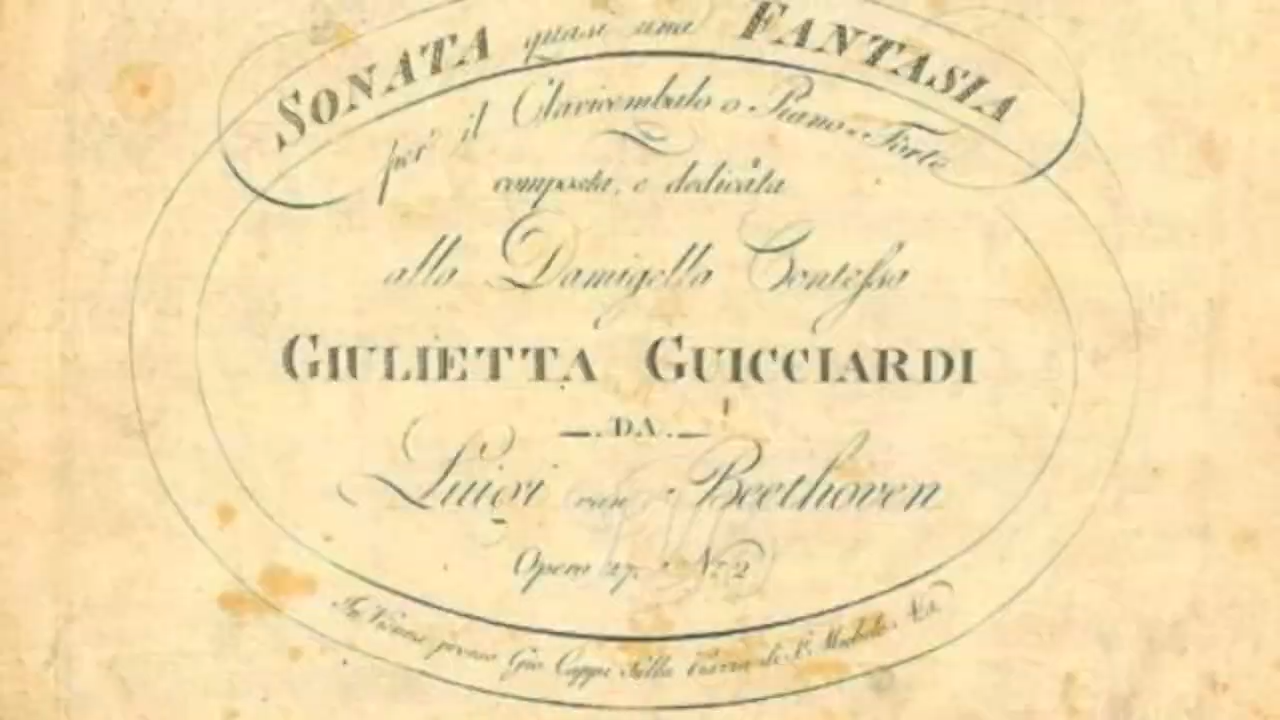 SONATA quasi una FANTASIA
per il Clavicembalo o Piano-Forte
composta, e dedicata
alla Damigella Contessa
GIULIETTA GUICCIARDI
DA
Luigi van Beethoven
Opera 27. No. 2
In Vienna presso Gio. Cappi Sulla Piazza di St. Michele